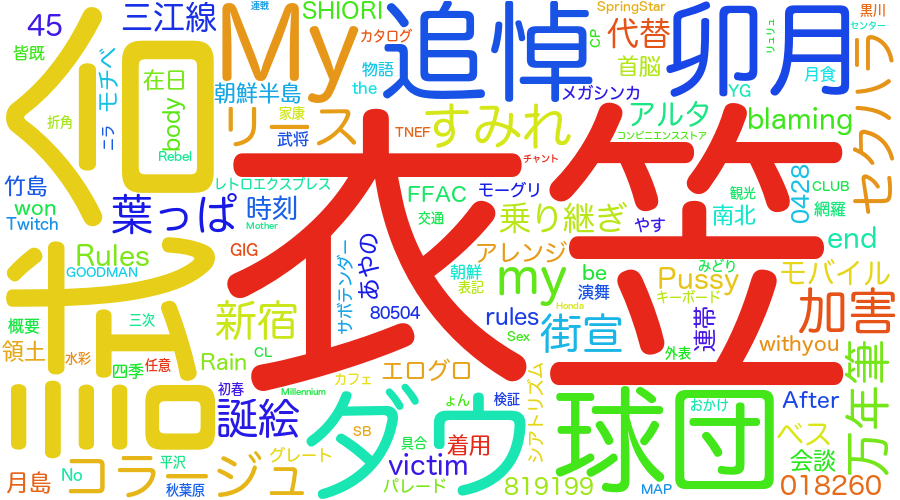 衣笠
合
試
My
追悼
卯月
ダウ
球団
コラージュ
三江線
SHIORI
45
皆既
モチベ
在日
body
折角
ニラ
Rebel
連戦
カタログ
物語
the
朝鮮半島
リース
家康
武将
TNEF
すみれ
チャント
SpringStar
CP
代替
首脳
メガシンカ
アルタ
コンビニエンスストア
リュリュ
YG
黒川
センター
月食
セクハラ
blaming
0428
CLUB
網羅
観光
南北
やす
end
竹島
won
Twitch
葉っぱ
レトロエクスプレス
時刻
Mother
FFAC
交通
モーグリ
乗り継ぎ
アレンジ
Rules
GOODMAN
GIG
サボテンダー
あやの
朝鮮
表記
my
be
演舞
みどり
Pussy
キーボード
モバイル
概要
領土
水彩
三次
四季
任意
新宿
Rain
CL
80504
rules
Sex
Honda
街宣
外表
連帯
加害
withyou
万年筆
初春
誕絵
Millennium
カフェ
エログロ
SB
ょん
検証
シアトリズム
おかけ
After
ベス
会談
月島
No
平沢
秋葉原
グレート
パレード
具合
着用
victim
819199
MAP
018260